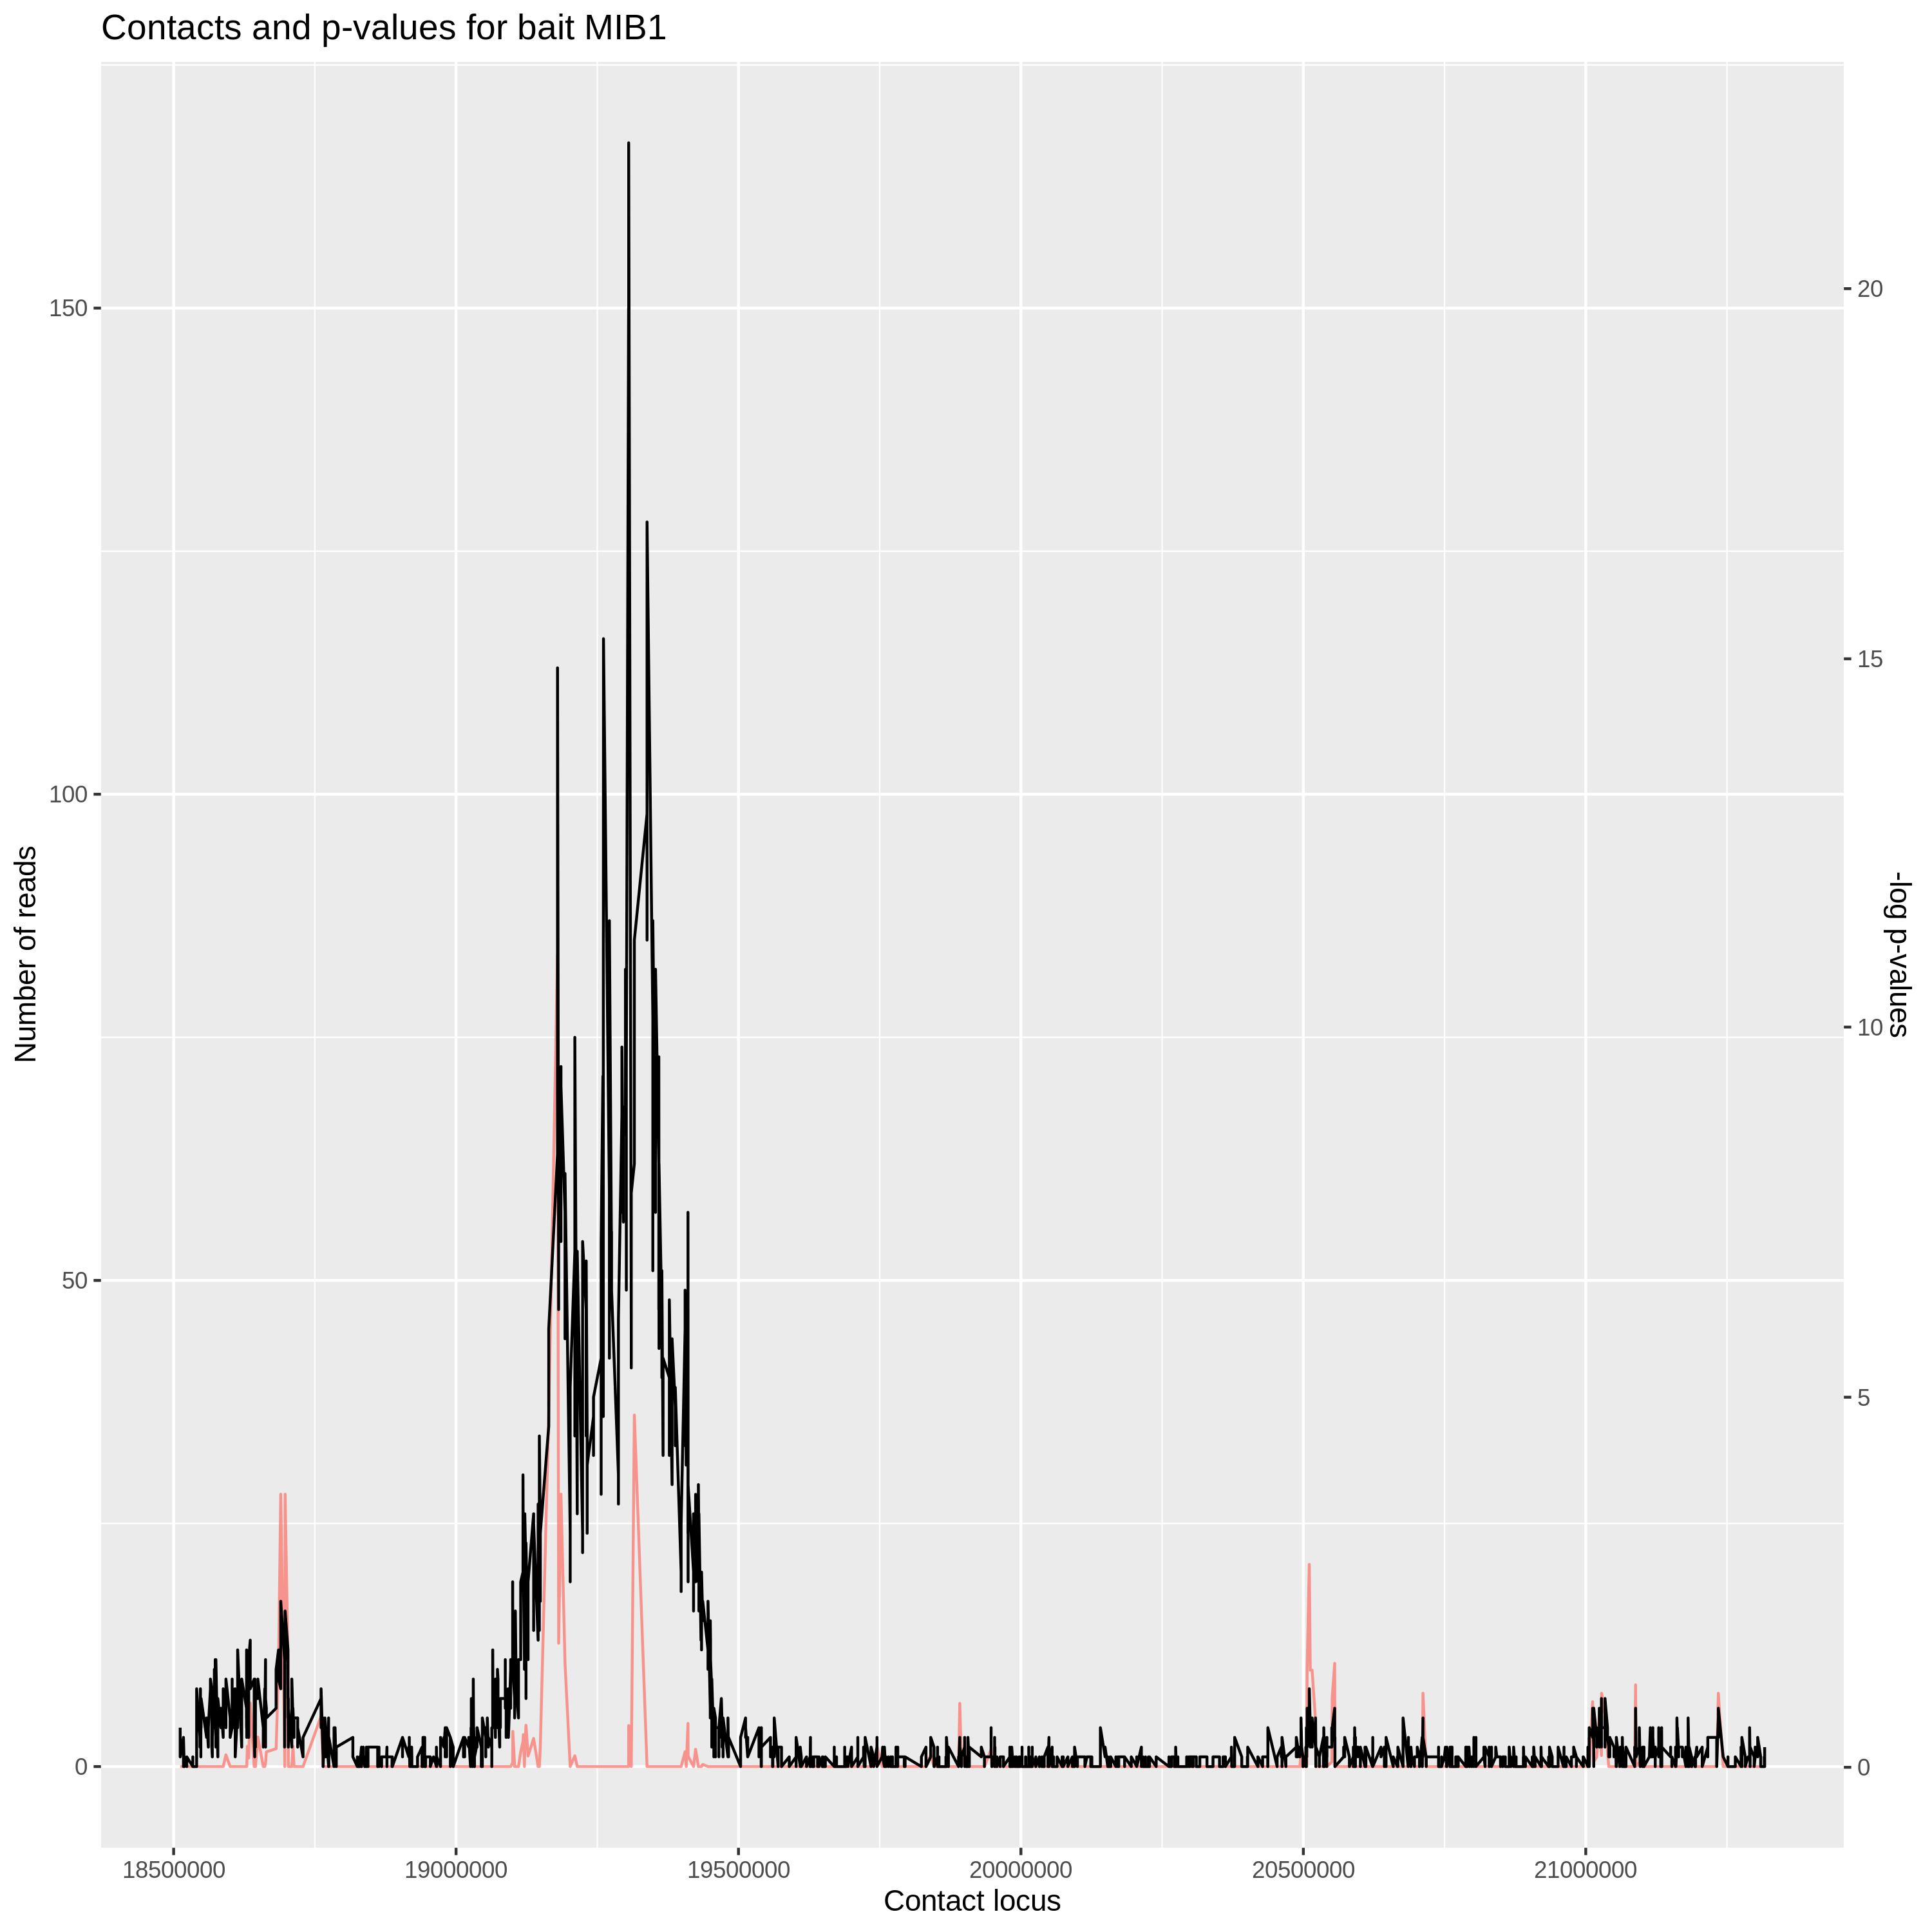 Contacts and p-values for bait MIB1
150
100
50
0
Number of reads
20
15
10
5
0
-log p-values
18500000 19000000 19500000 20000000 20500000 21000000
Contact locus